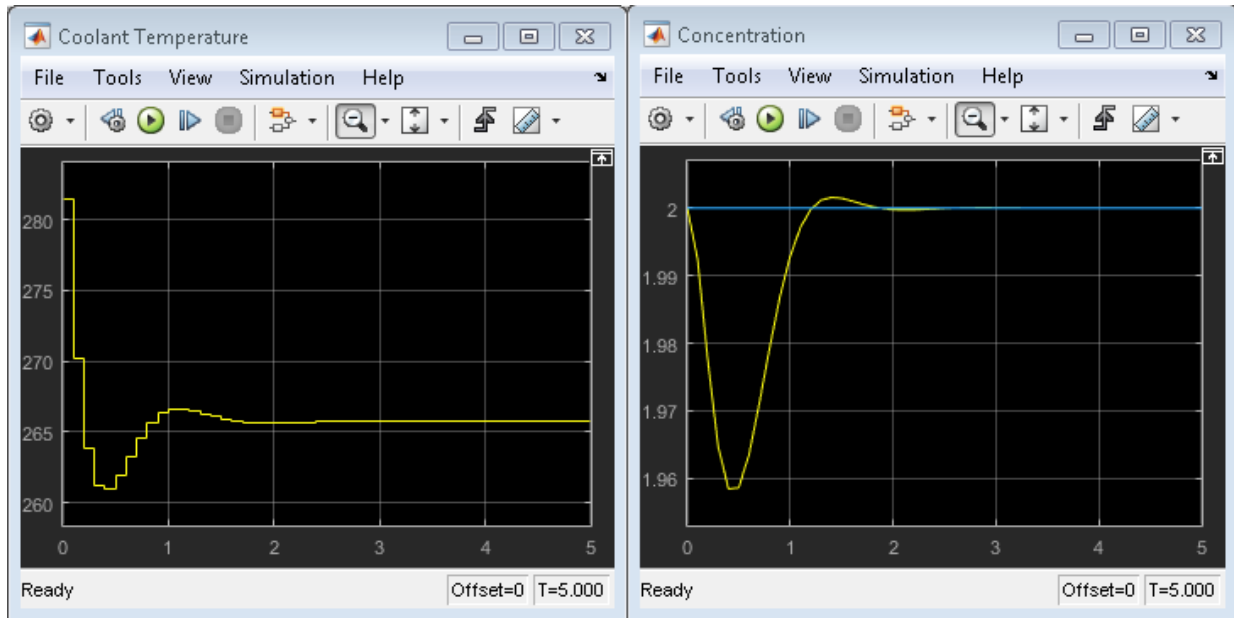 Coolant Temperature
File Tools View Simulation Help
280
275
270
265
260
0 1 2 3 4 5
Ready Offset=0 T=5.000
Concentration
File Tools View Simulation Help
2
1.99
1.98
1.97
1.96
0 1 2 3 4 5
Ready Offset=0 T=5.000